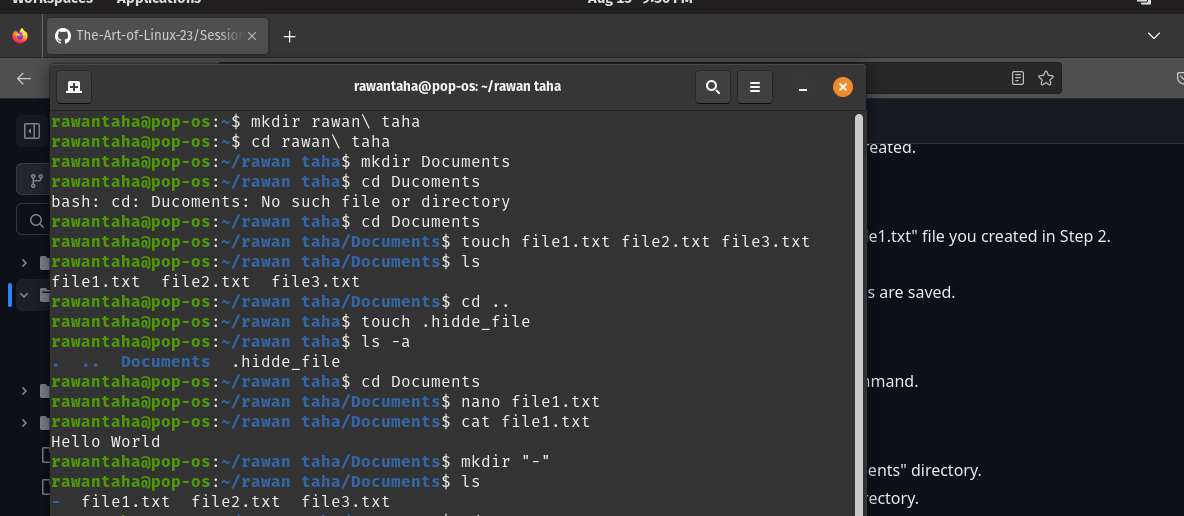 Workspaces Applications Aug 15 9:30 PM
The-Art-of-Linux-23/Session
rawantaha@pop-os: ~/rawan taha
rawantaha@pop-os:~$ mkdir rawan\ taha
rawantaha@pop-os:~$ cd rawan\ taha
rawantaha@pop-os:~/rawan taha$ mkdir Documents
rawantaha@pop-os:~/rawan taha$ cd Ducoments
bash: cd: Ducoments: No such file or directory
rawantaha@pop-os:~/rawan taha$ cd Documents
rawantaha@pop-os:~/rawan taha/Documents$ touch file1.txt file2.txt file3.txt
rawantaha@pop-os:~/rawan taha/Documents$ ls
file1.txt file2.txt file3.txt
rawantaha@pop-os:~/rawan taha/Documents$ cd ..
rawantaha@pop-os:~/rawan taha$ touch .hidde_file
rawantaha@pop-os:~/rawan taha$ ls -a
. .. Documents .hidde_file
rawantaha@pop-os:~/rawan taha$ cd Documents
rawantaha@pop-os:~/rawan taha/Documents$ nano file1.txt
rawantaha@pop-os:~/rawan taha/Documents$ cat file1.txt
Hello World
rawantaha@pop-os:~/rawan taha/Documents$ mkdir "-"
rawantaha@pop-os:~/rawan taha/Documents$ ls
- file1.txt file2.txt file3.txt
reated.
le1.txt" file you created in Step 2.
s are saved.
mmand.
ents" directory.
rectory.